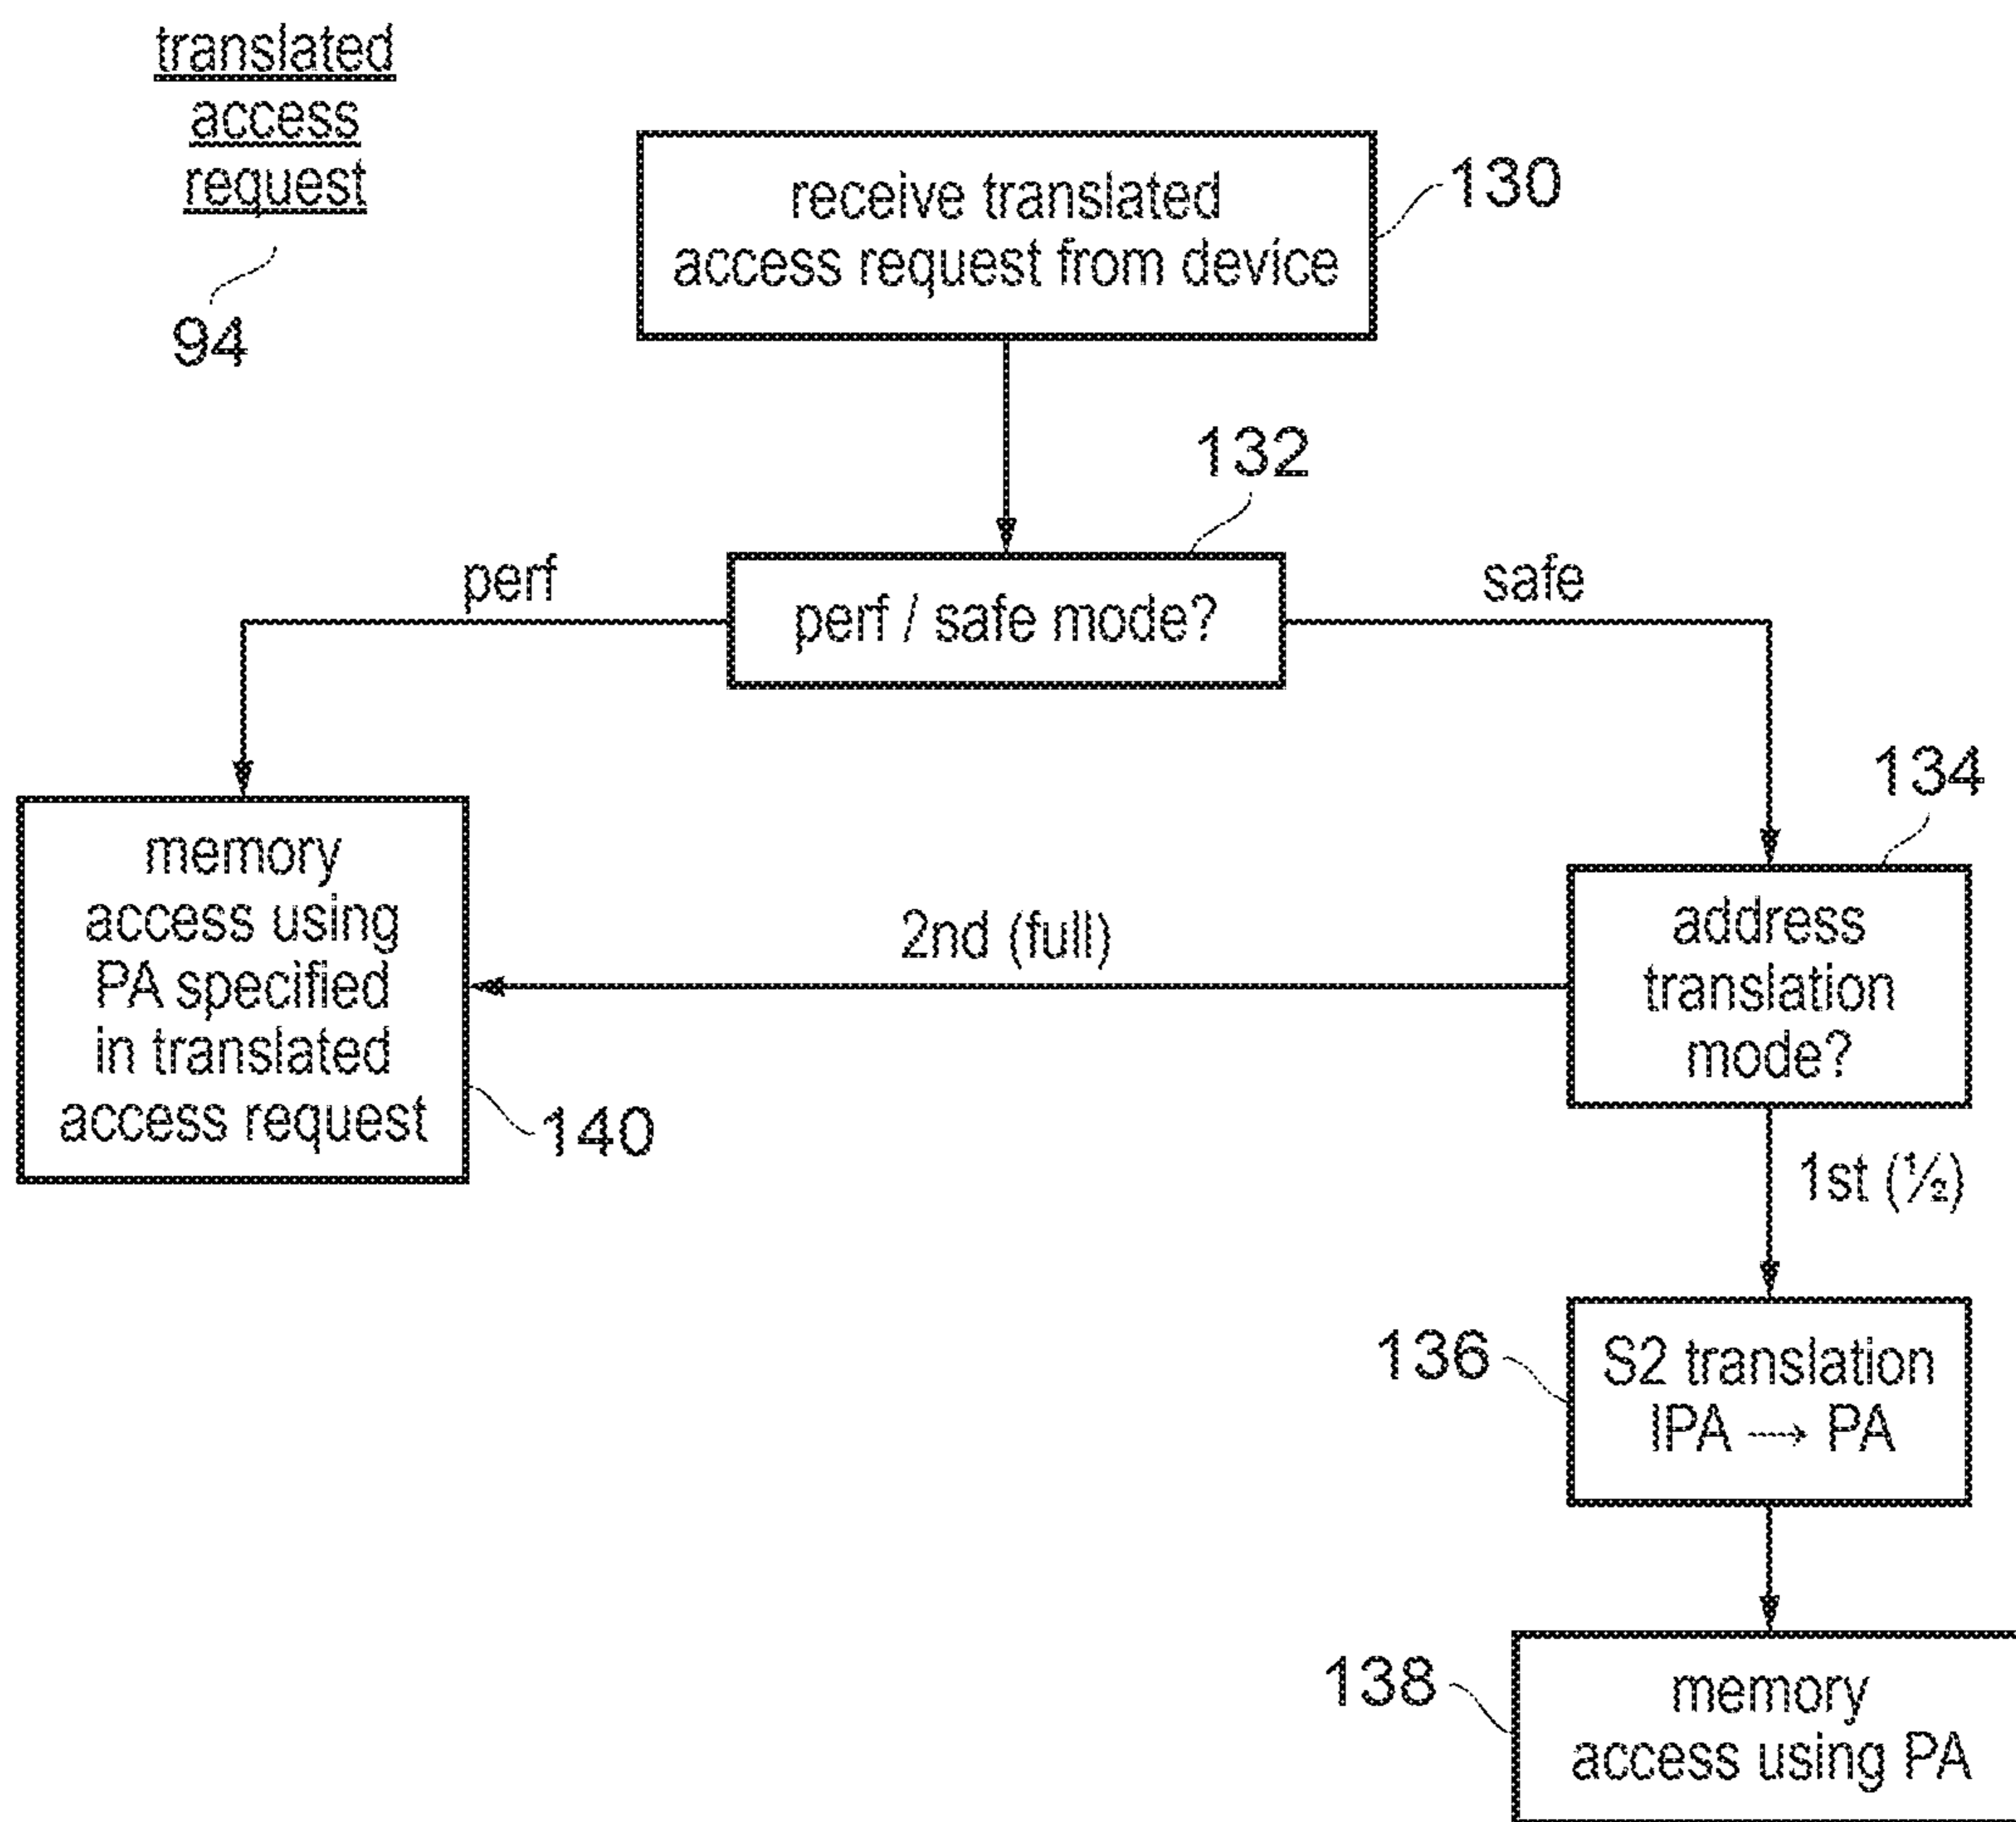 translated
access
request
94
receive translated
access request from device
130
132
perf / safe mode?
perf
safe
134
memory
access using
PA specified
in translated
access request
140
2nd (full)
address
translation
mode?
1st (½)
136
S2 translation
IPA → PA
138
memory
access using PA